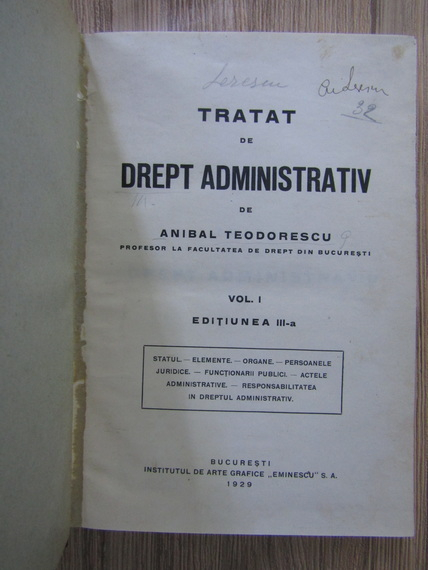 32
TRATAT
DE
DREPT ADMINISTRATIV
DE
ANIBAL TEODORESCU
PROFESOR LA FACULTATEA DE DREPT DIN BUCUREȘTI
VOL. I
EDIȚIUNEA III-a
STATUL. — ELEMENTE. — ORGANE. — PERSOANELE
JURIDICE. — FUNCȚIONARII PUBLICI. — ACTELE
ADMINISTRATIVE. — RESPONSABILITATEA
IN DREPTUL ADMINISTRATIV.
BUCUREȘTI
INSTITUTUL DE ARTE GRAFICE „EMINESCU" S. A.
1929